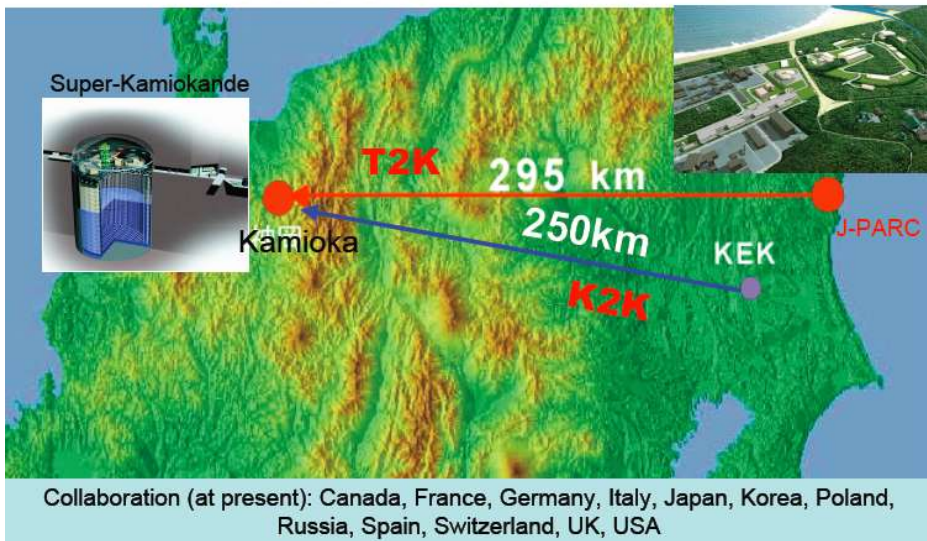 Super-Kamiokande
T2K
295 km
J-PARC
Kamioka
250km
KEK
K2K
Collaboration (at present): Canada, France, Germany, Italy, Japan, Korea, Poland,
Russia, Spain, Switzerland, UK, USA